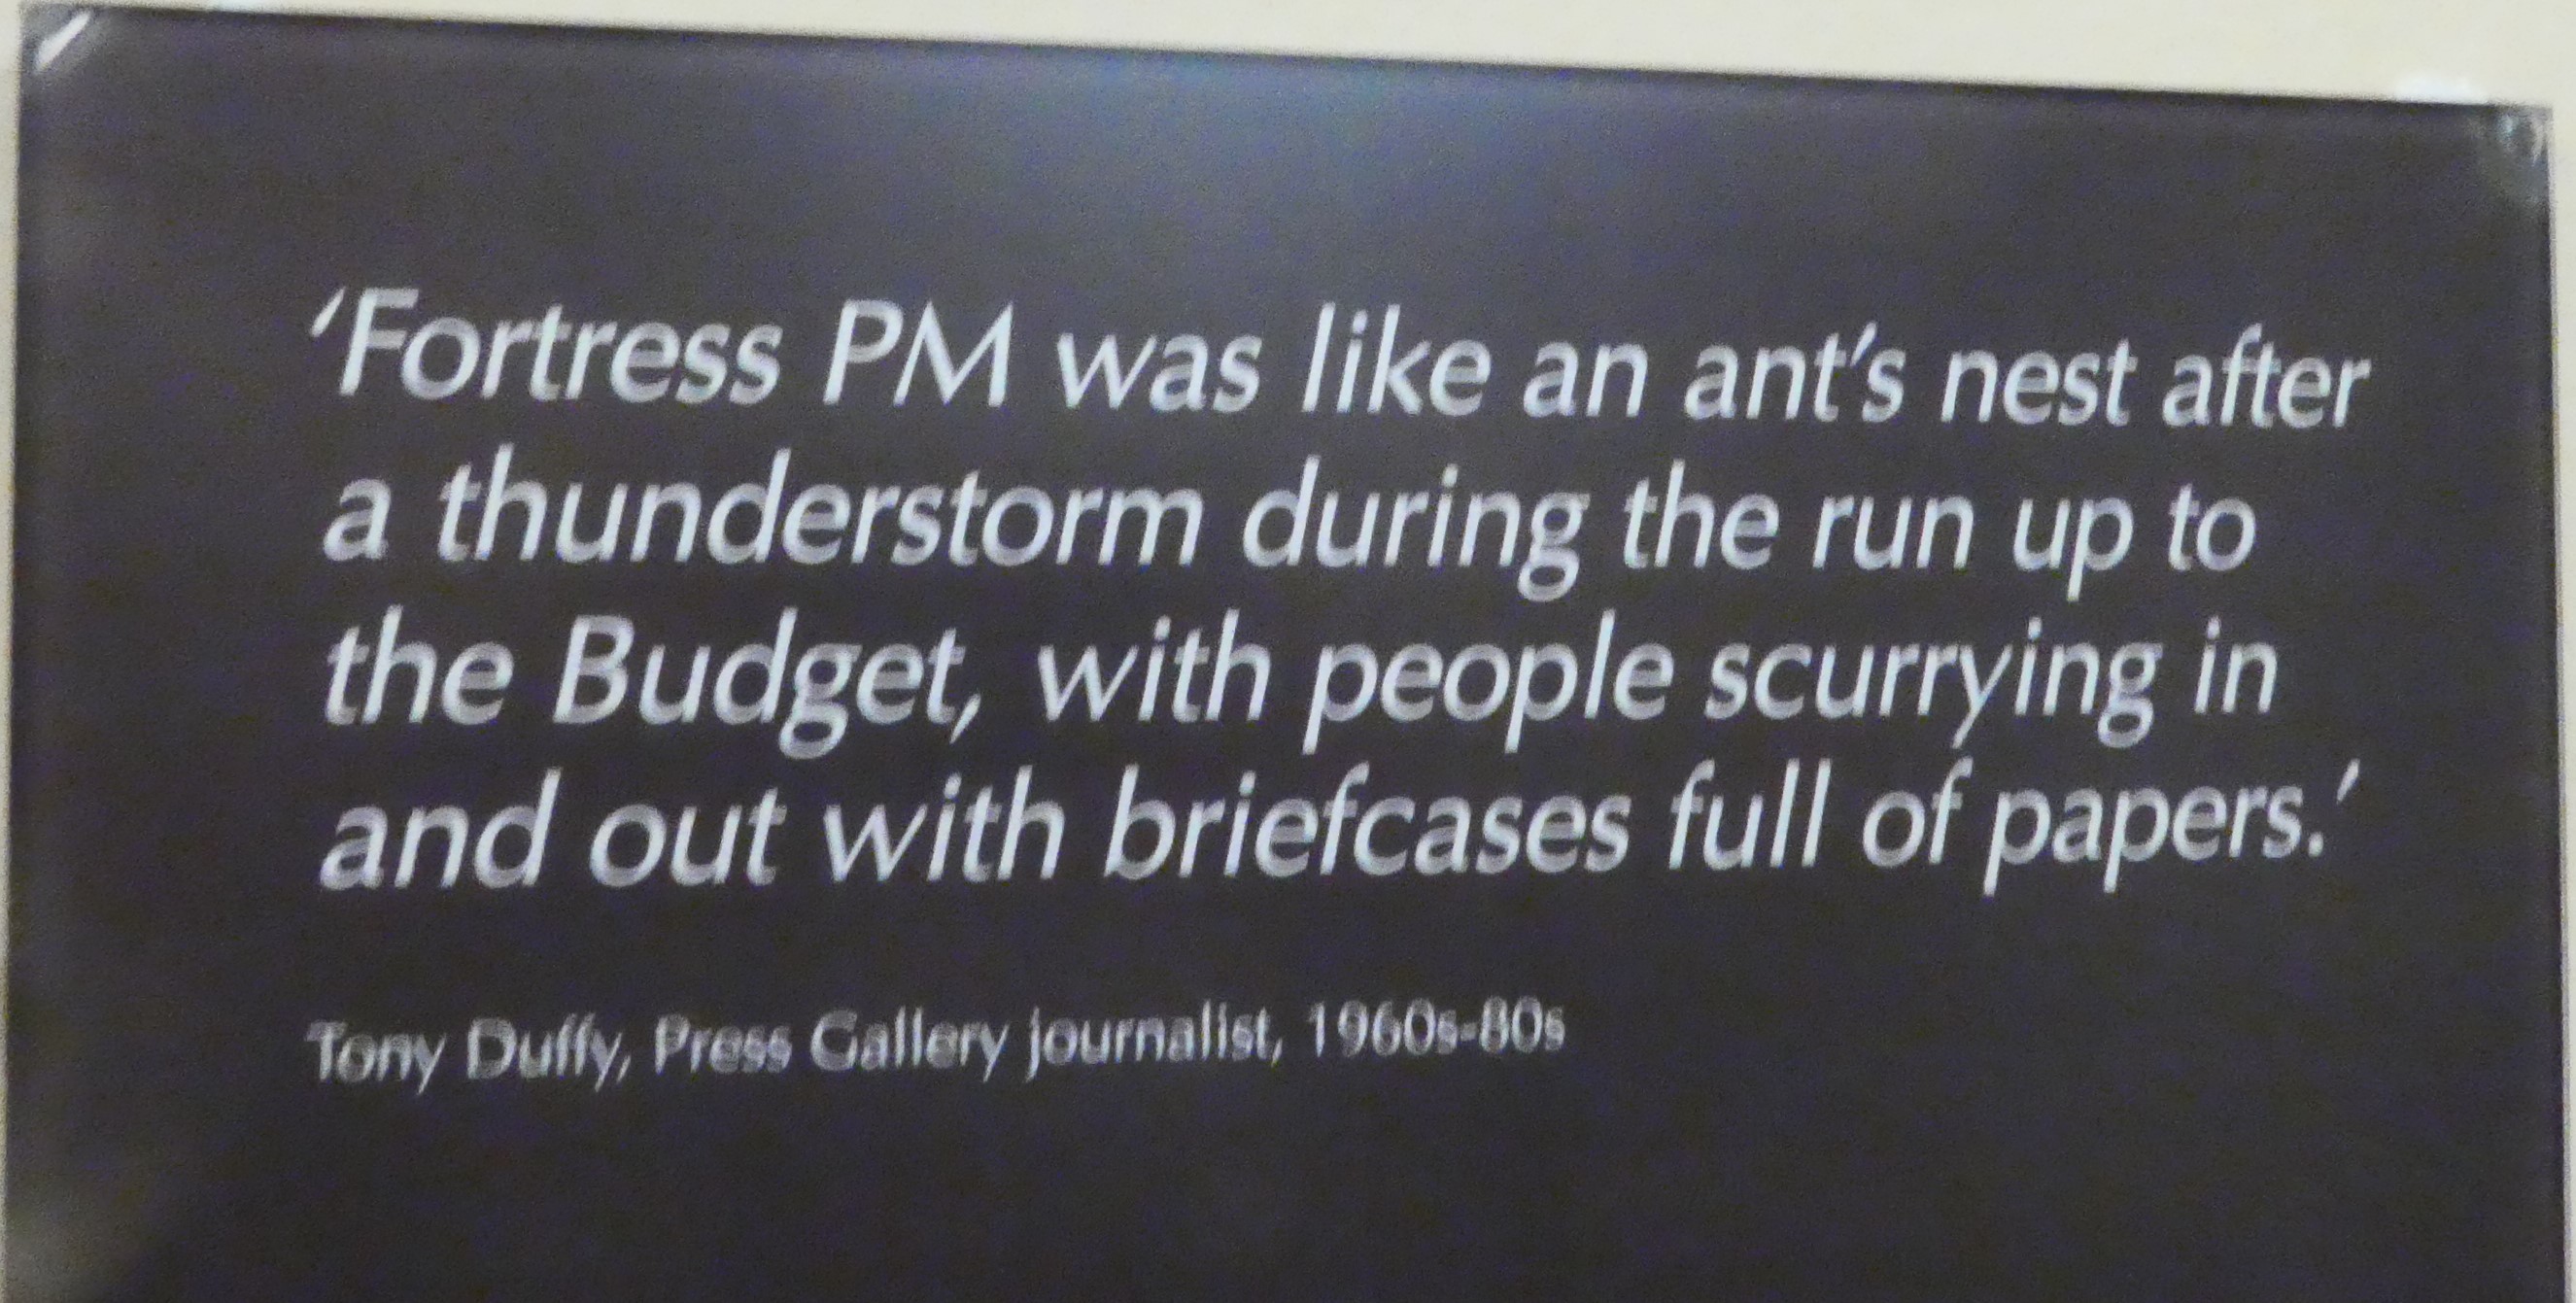 ‘Fortress PM was like an ant’s nest after
a thunderstorm during the run up to
the Budget, with people scurrying in
and out with briefcases full of papers.’
Tony Duffy, Press Gallery journalist, 1960s-80s